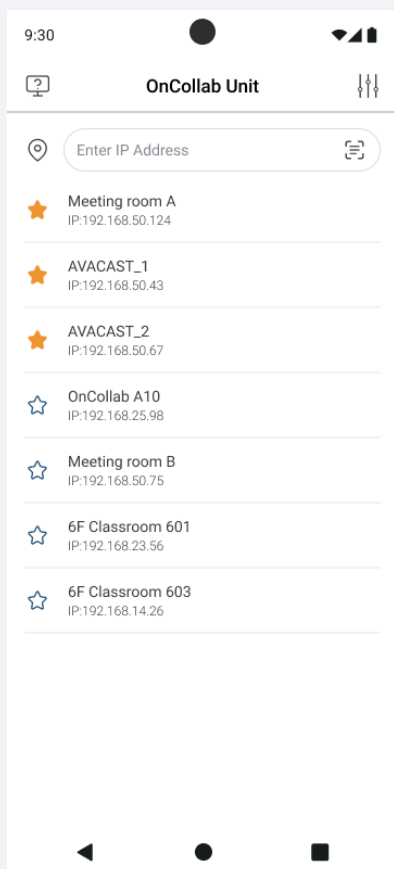 9:30
OnCollab Unit
Enter IP Address
Meeting room A
IP:192.168.50.124
AVACAST_1
IP:192.168.50.43
AVACAST_2
IP:192.168.50.67
OnCollab A10
IP:192.168.25.98
Meeting room B
IP:192.168.50.75
6F Classroom 601
IP:192.168.23.56
6F Classroom 603
IP:192.168.14.26